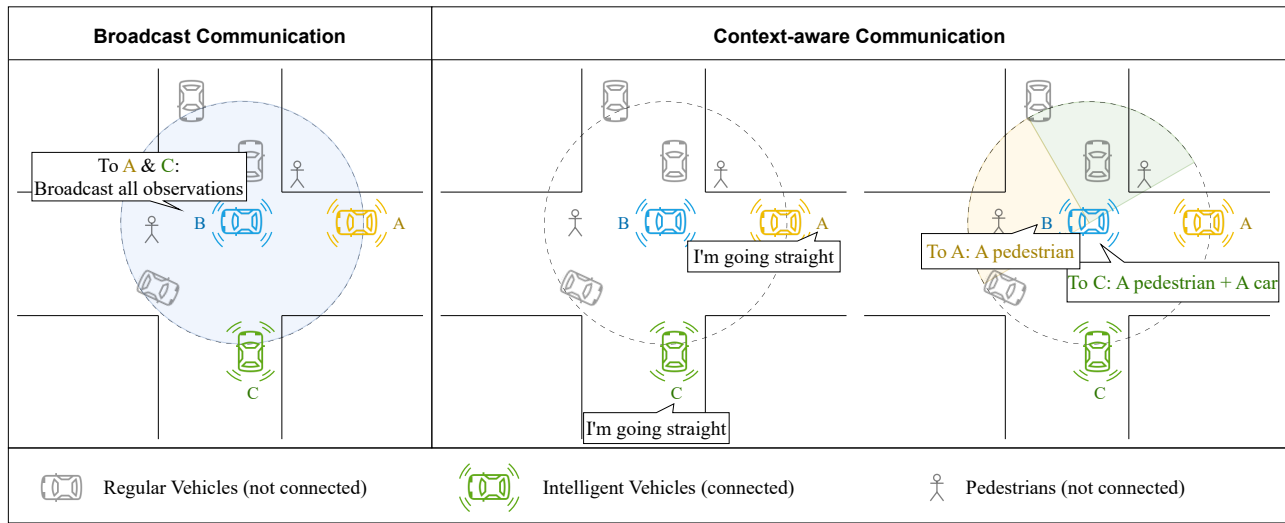 Broadcast Communication
Context-aware Communication
To A & C:
Broadcast all observations
B
A
C
B
A
I'm going straight
C
I'm going straight
B
A
To A: A pedestrian
To C: A pedestrian + A car
C
Regular Vehicles (not connected)
Intelligent Vehicles (connected)
Pedestrians (not connected)